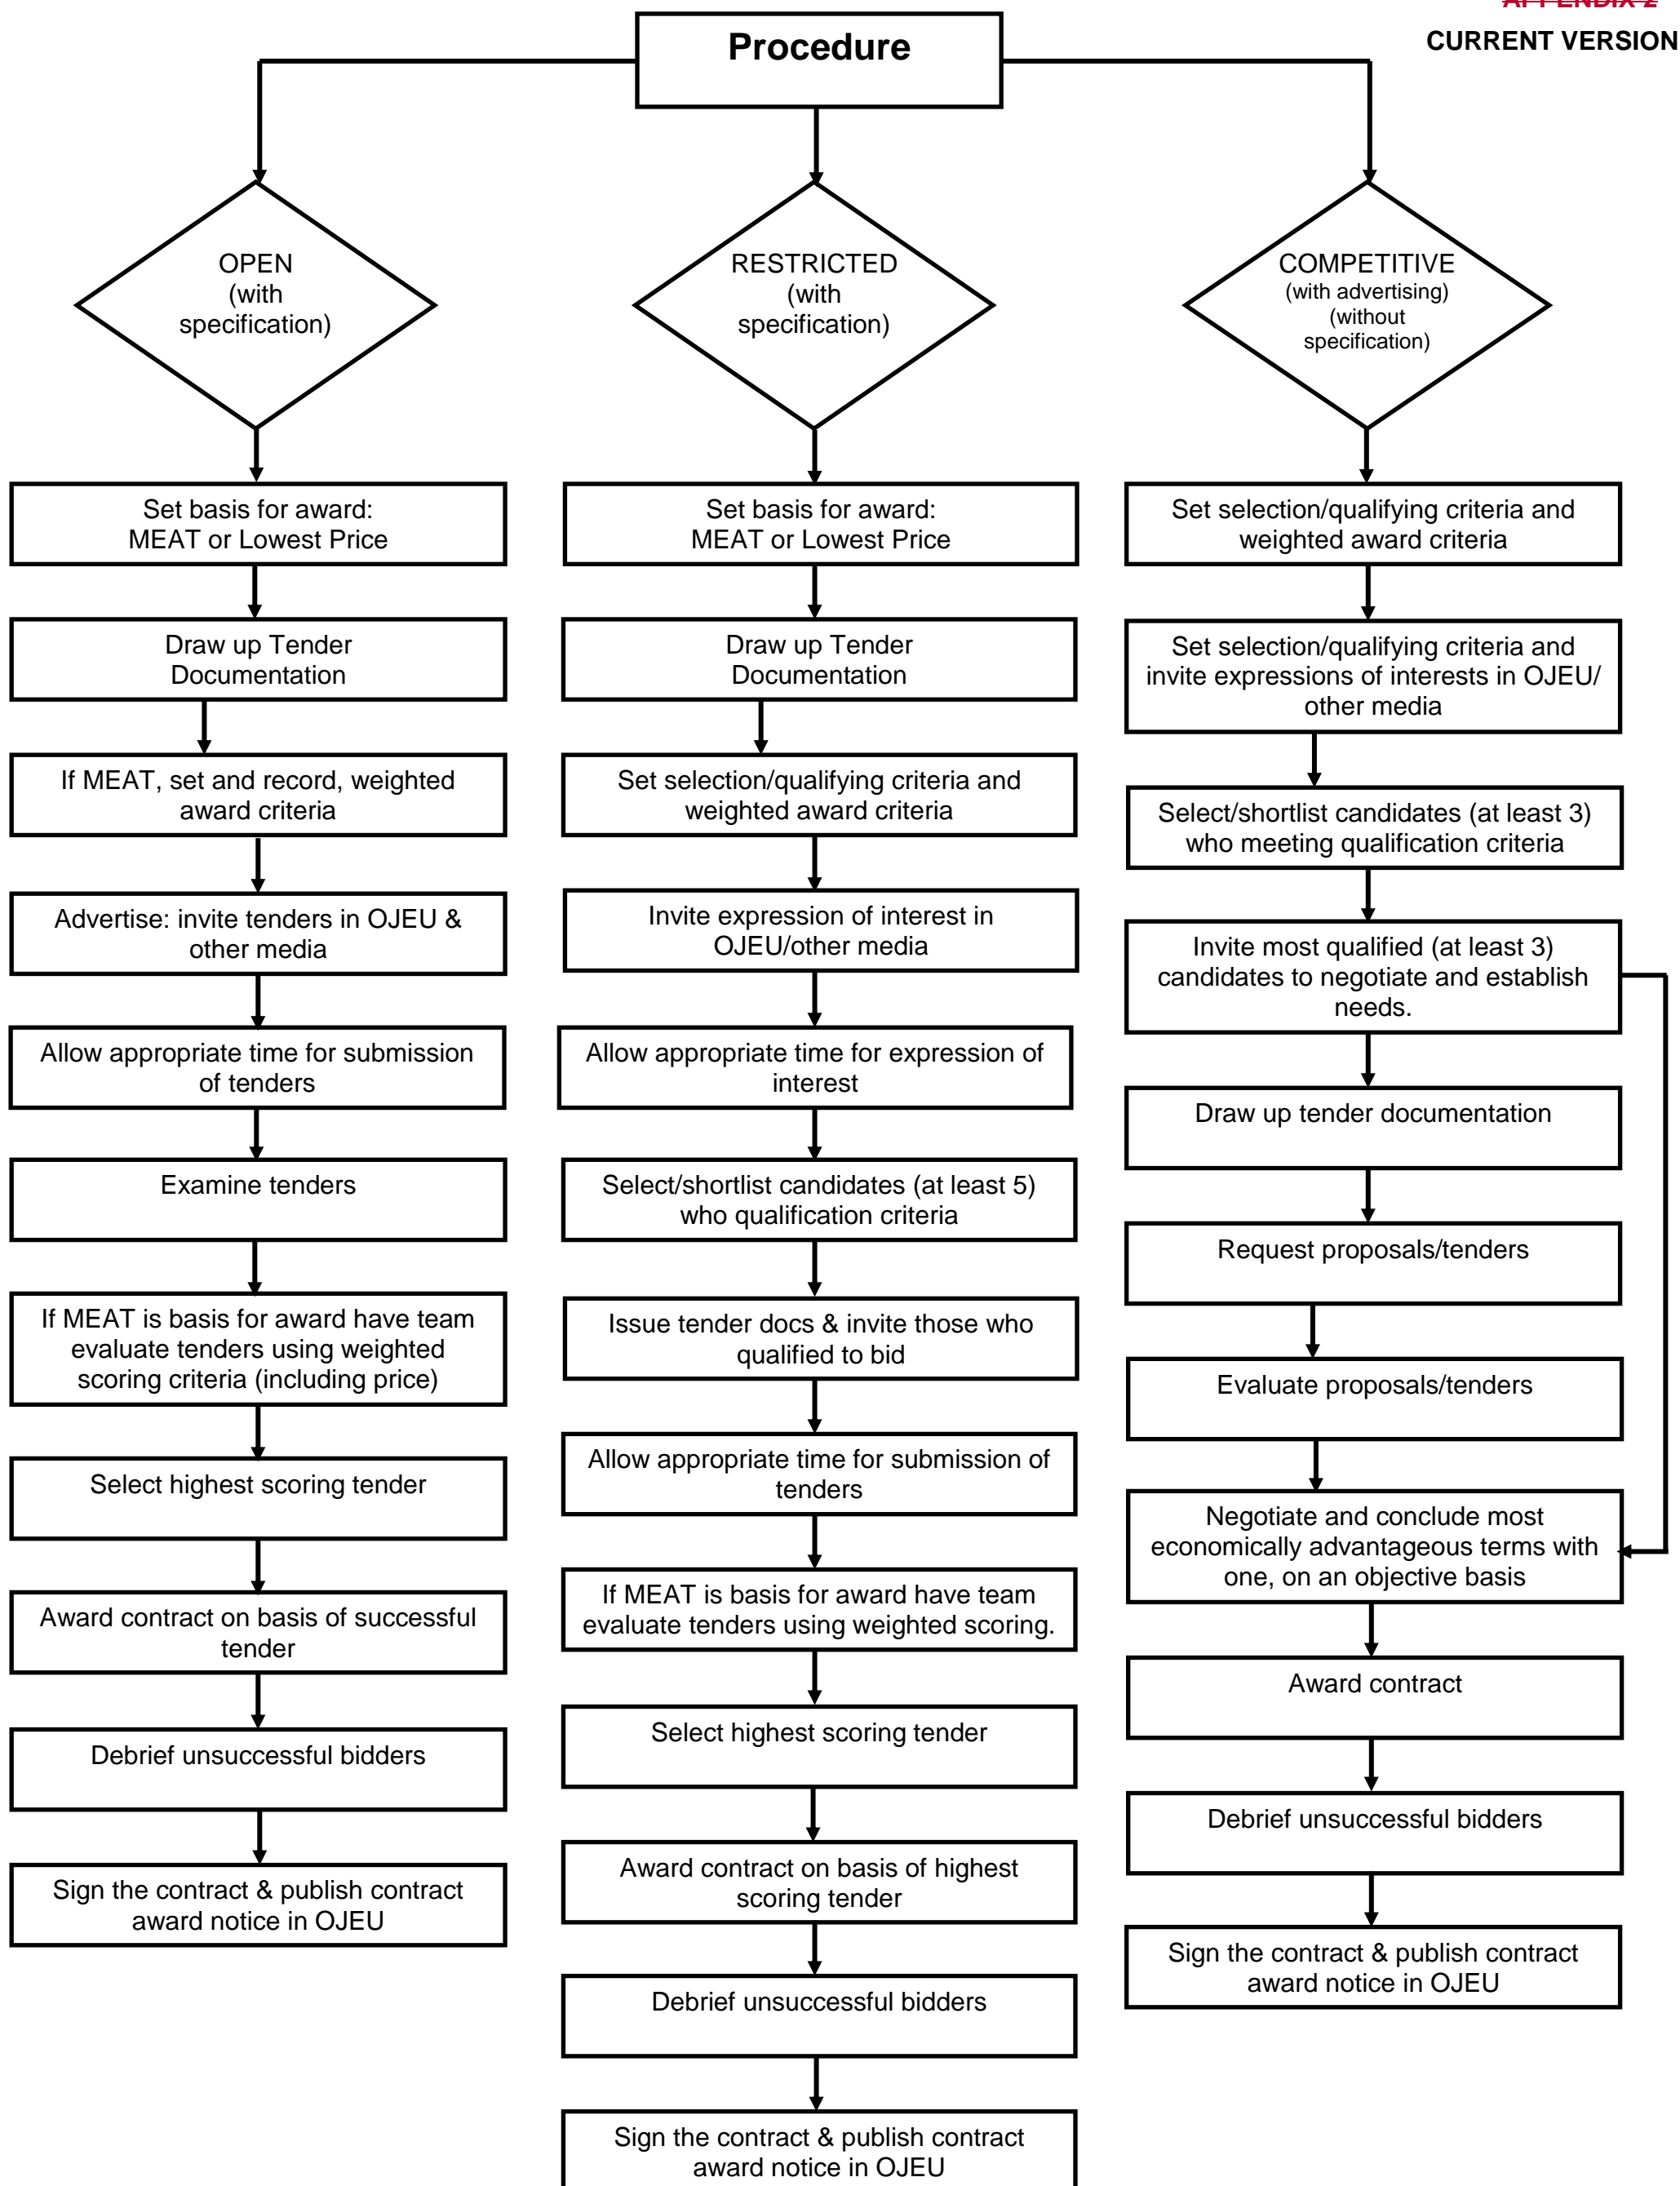 APPENDIX 2
CURRENT VERSION
Procedure
OPEN
(with
specification)
RESTRICTED
(with
specification)
COMPETITIVE
(with advertising)
(without
specification)
Set basis for award:
MEAT or Lowest Price
Draw up Tender
Documentation
If MEAT, set and record, weighted
award criteria
Advertise: invite tenders in OJEU &
other media
Allow appropriate time for submission
of tenders
Examine tenders
If MEAT is basis for award have team
evaluate tenders using weighted
scoring criteria (including price)
Select highest scoring tender
Award contract on basis of successful
tender
Debrief unsuccessful bidders
Sign the contract & publish contract
award notice in OJEU
Set basis for award:
MEAT or Lowest Price
Draw up Tender
Documentation
Set selection/qualifying criteria and
weighted award criteria
Invite expression of interest in
OJEU/other media
Allow appropriate time for expression of
interest
Select/shortlist candidates (at least 5)
who qualification criteria
Issue tender docs & invite those who
qualified to bid
Allow appropriate time for submission of
tenders
If MEAT is basis for award have team
evaluate tenders using weighted scoring.
Select highest scoring tender
Award contract on basis of highest
scoring tender
Debrief unsuccessful bidders
Sign the contract & publish contract
award notice in OJEU
Set selection/qualifying criteria and
weighted award criteria
Set selection/qualifying criteria and
invite expressions of interests in OJEU/
other media
Select/shortlist candidates (at least 3)
who meeting qualification criteria
Invite most qualified (at least 3)
candidates to negotiate and establish
needs.
Draw up tender documentation
Request proposals/tenders
Evaluate proposals/tenders
Negotiate and conclude most
economically advantageous terms with
one, on an objective basis
Award contract
Debrief unsuccessful bidders
Sign the contract & publish contract
award notice in OJEU